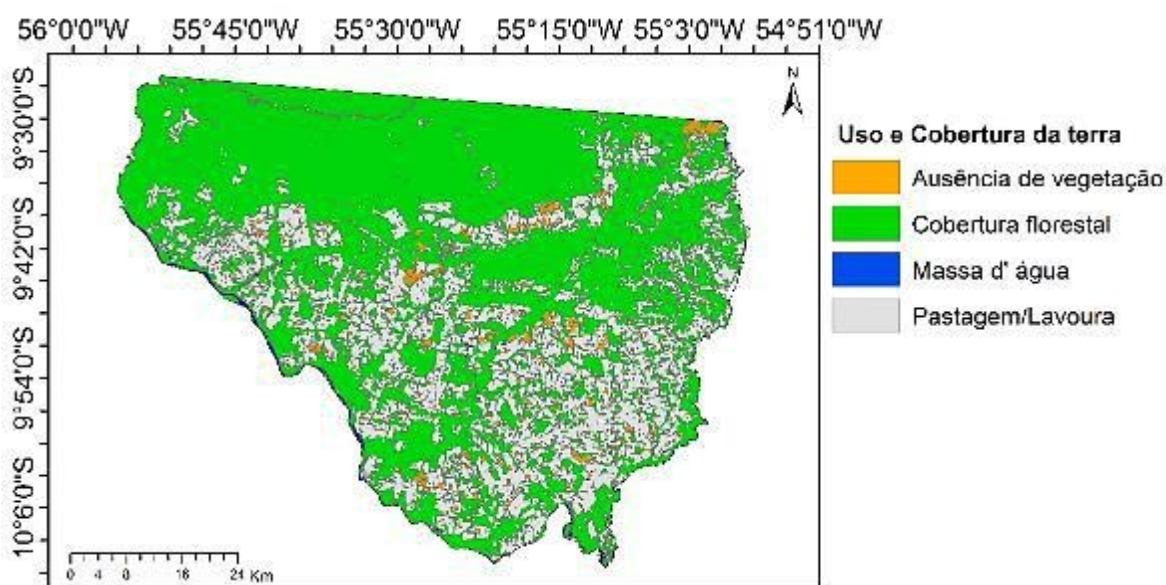 56°0'0"W 55°45'0"W 55°30'0"W 55°15'0"W 55°3'0"W 54°51'0"W
N
9°30'0"S
9°42'0"S
9°54'0"S
10°6'0"S
Uso e Cobertura da terra
Ausência de vegetação
Cobertura florestal
Massa d' água
Pastagem/Lavoura
0 4 8 16 Km